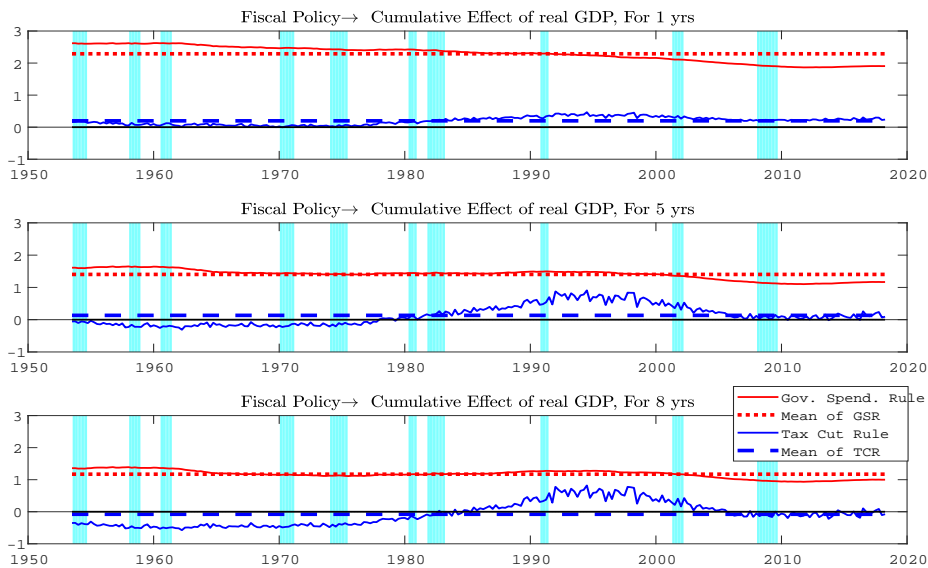 Fiscal Policy→ Cumulative Effect of real GDP, For 1 yrs
3
2
1
0
-1
1950 1960 1970 1980 1990 2000 2010 2020
Fiscal Policy→ Cumulative Effect of real GDP, For 5 yrs
3
2
1
0
-1
1950 1960 1970 1980 1990 2000 2010 2020
Fiscal Policy→ Cumulative Effect of real GDP, For 8 yrs
Gov. Spend. Rule
Mean of GSR
Tax Cut Rule
Mean of TCR
3
2
1
0
-1
1950 1960 1970 1980 1990 2000 2010 2020